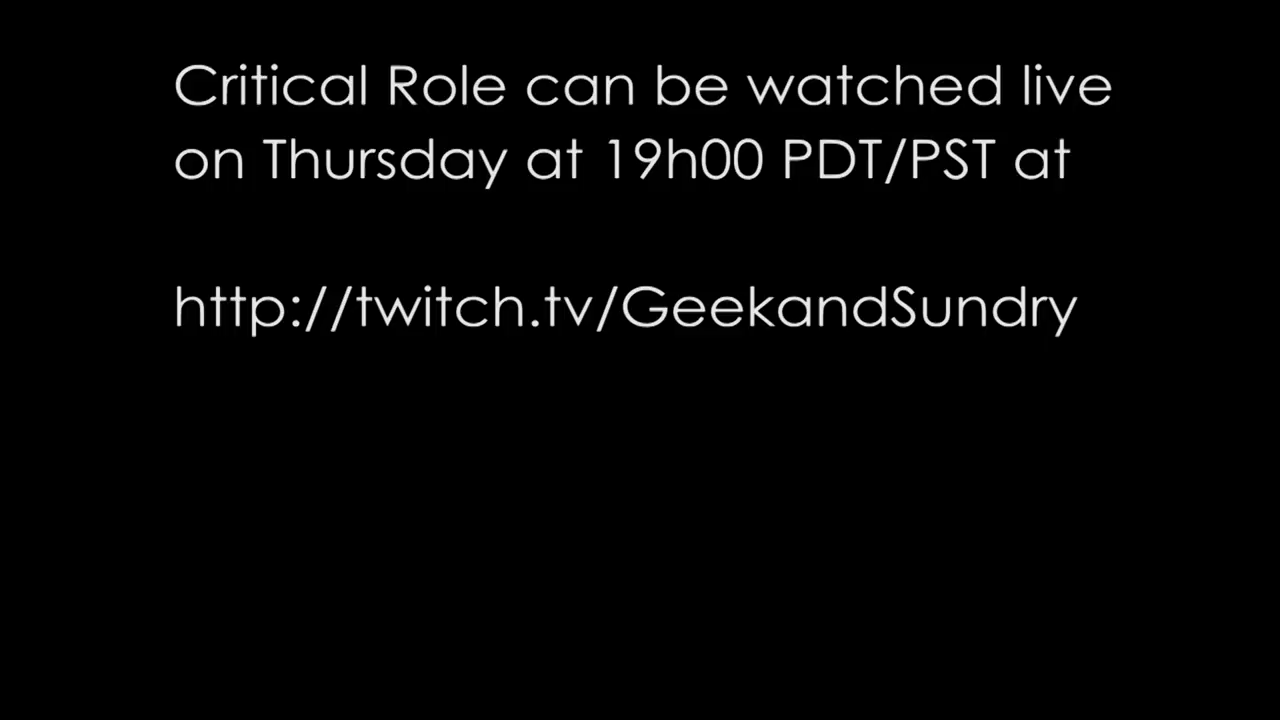 Critical Role can be watched live
on Thursday at 19h00 PDT/PST at
http://twitch.tv/GeekandSundry